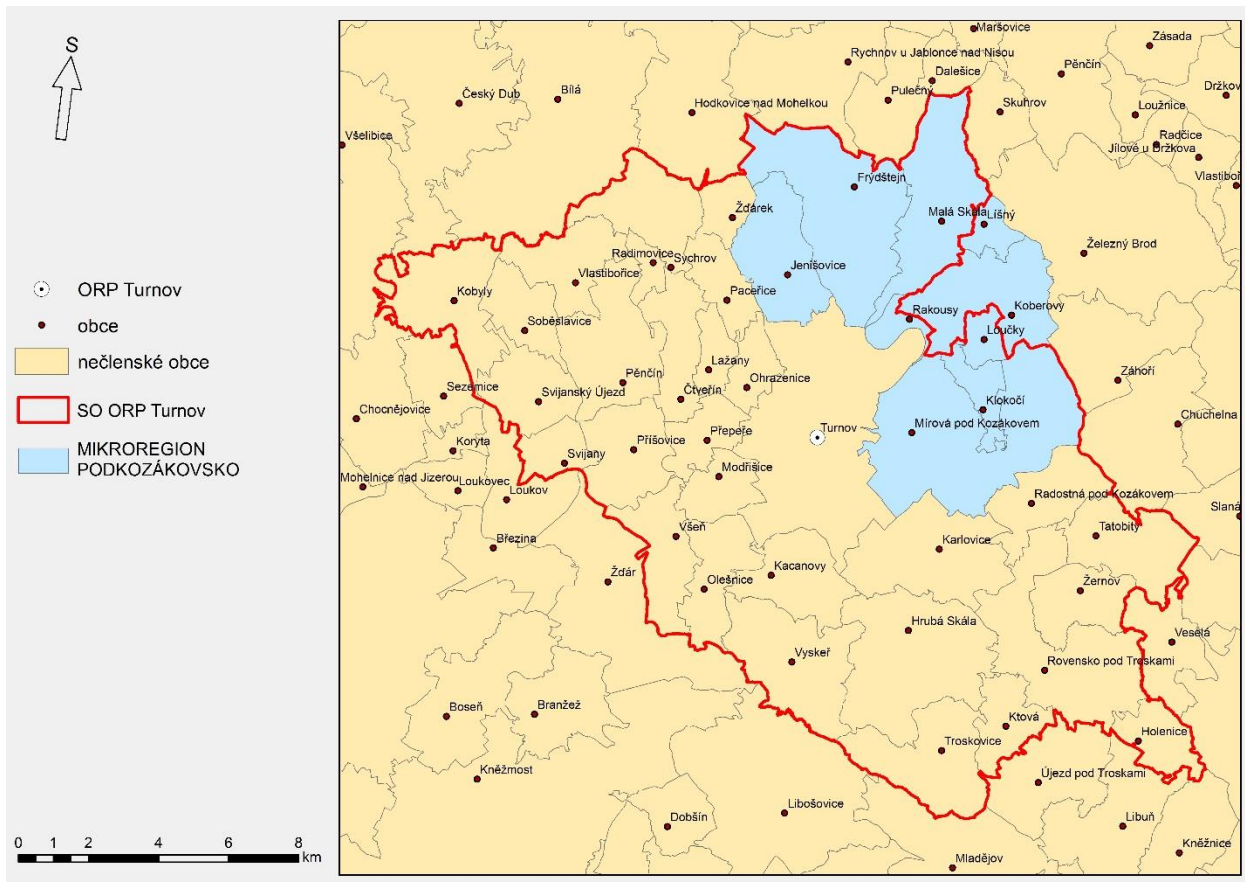 S
ORP Turnov
obce
nečlenské obce
SO ORP Turnov
MIKROREGION
PODKOZÁKOVSKO
0 2 4 6 8
km
Maršovice
Zásada
Rychnov u Jablonce nad Nisou
Pěnčín
Dalešice
Držkov
Český Dub
Bílá
Pulečný
Hodkovice nad Mohelkou
Skuhrov
Loužnice
Všelibice
Radčice
Jílové u Držkova
Vlastiboř
Frýdštejn
Žďárek
Malá Skála
Líšný
Železný Brod
Radimovice
Sychrov
Jenišovice
Vlastibořice
Kobyly
Paceřice
Rakousy
Koberovy
Soběslavice
Loučky
Lažany
Pěnčín
Ohrazenice
Záhoří
Sezemice
Svijanský Újezd
Čtveřín
Chocnějovice
Klokočí
Chuchelna
Turnov
Mírová pod Kozákovem
Přepeře
Koryta
Příšovice
Svijany
Modřišice
Mohelnice nad Jizerou
Loukovec
Loukov
Radostná pod Kozákovem
Slaná
Všeň
Tatobity
Březina
Karlovice
Žďár
Olešnice
Kacanovy
Žernov
Hrubá Skála
Veselá
Vyskeř
Rovensko pod Troskami
Boseň
Branžež
Ktová
Holenice
Troskovice
Kněžmost
Újezd pod Troskami
Libošovice
Dobšín
Libuň
Kněžnice
Mladějov